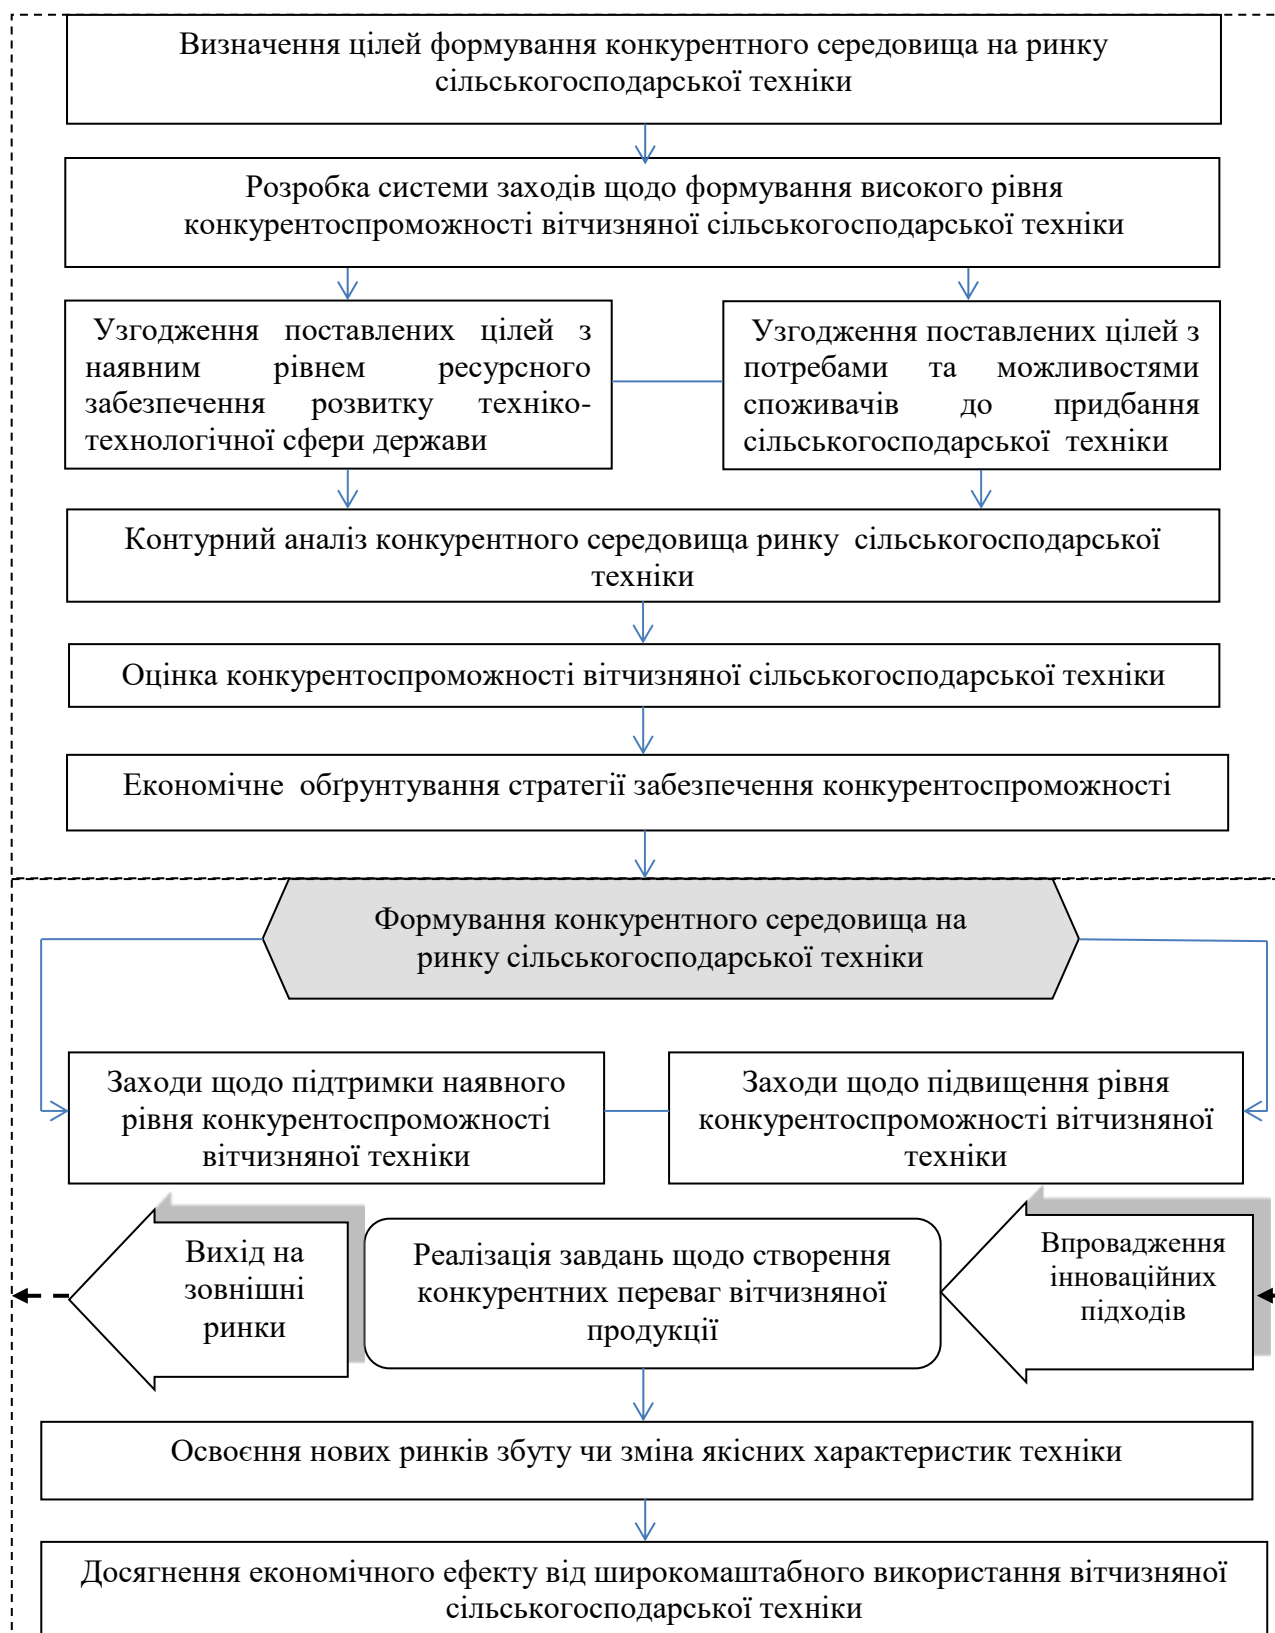 Визначення цілей формування конкурентного середовища на ринку
сільськогосподарської техніки
Розробка системи заходів щодо формування високого рівня
конкурентоспроможності вітчизняної сільськогосподарської техніки
Узгодження поставлених цілей з
наявним рівнем ресурсного
забезпечення розвитку техніко-
технологічної сфери держави
Узгодження поставлених цілей з
потребами та можливостями
споживачів до придбання
сільськогосподарської техніки
Контурний аналіз конкурентного середовища ринку сільськогосподарської
техніки
Оцінка конкурентоспроможності вітчизняної сільськогосподарської техніки
Економічне обґрунтування стратегії забезпечення конкурентоспроможності
Формування конкурентного середовища на
ринку сільськогосподарської техніки
Заходи щодо підтримки наявного
рівня конкурентоспроможності
вітчизняної техніки
Заходи щодо підвищення рівня
конкурентоспроможності вітчизняної
техніки
Вихід на
зовнішні
ринки
Реалізація завдань щодо створення
конкурентних переваг вітчизняної
продукції
Впровадження
інноваційних
підходів
Освоєння нових ринків збуту чи зміна якісних характеристик техніки
Досягнення економічного ефекту від широкомаштабного використання вітчизняної
сільськогосподарської техніки